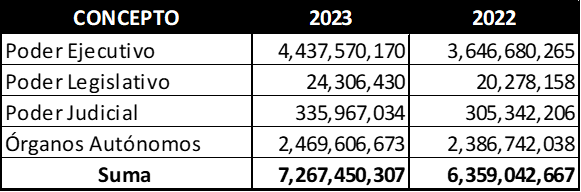 CONCEPTO 2023 2022
Poder Ejecutivo 4,437,570,170 3,646,680,265
Poder Legislativo 24,306,430 20,278,158
Poder Judicial 335,967,034 305,342,206
Órganos Autónomos 2,469,606,673 2,386,742,038
Suma 7,267,450,307 6,359,042,667